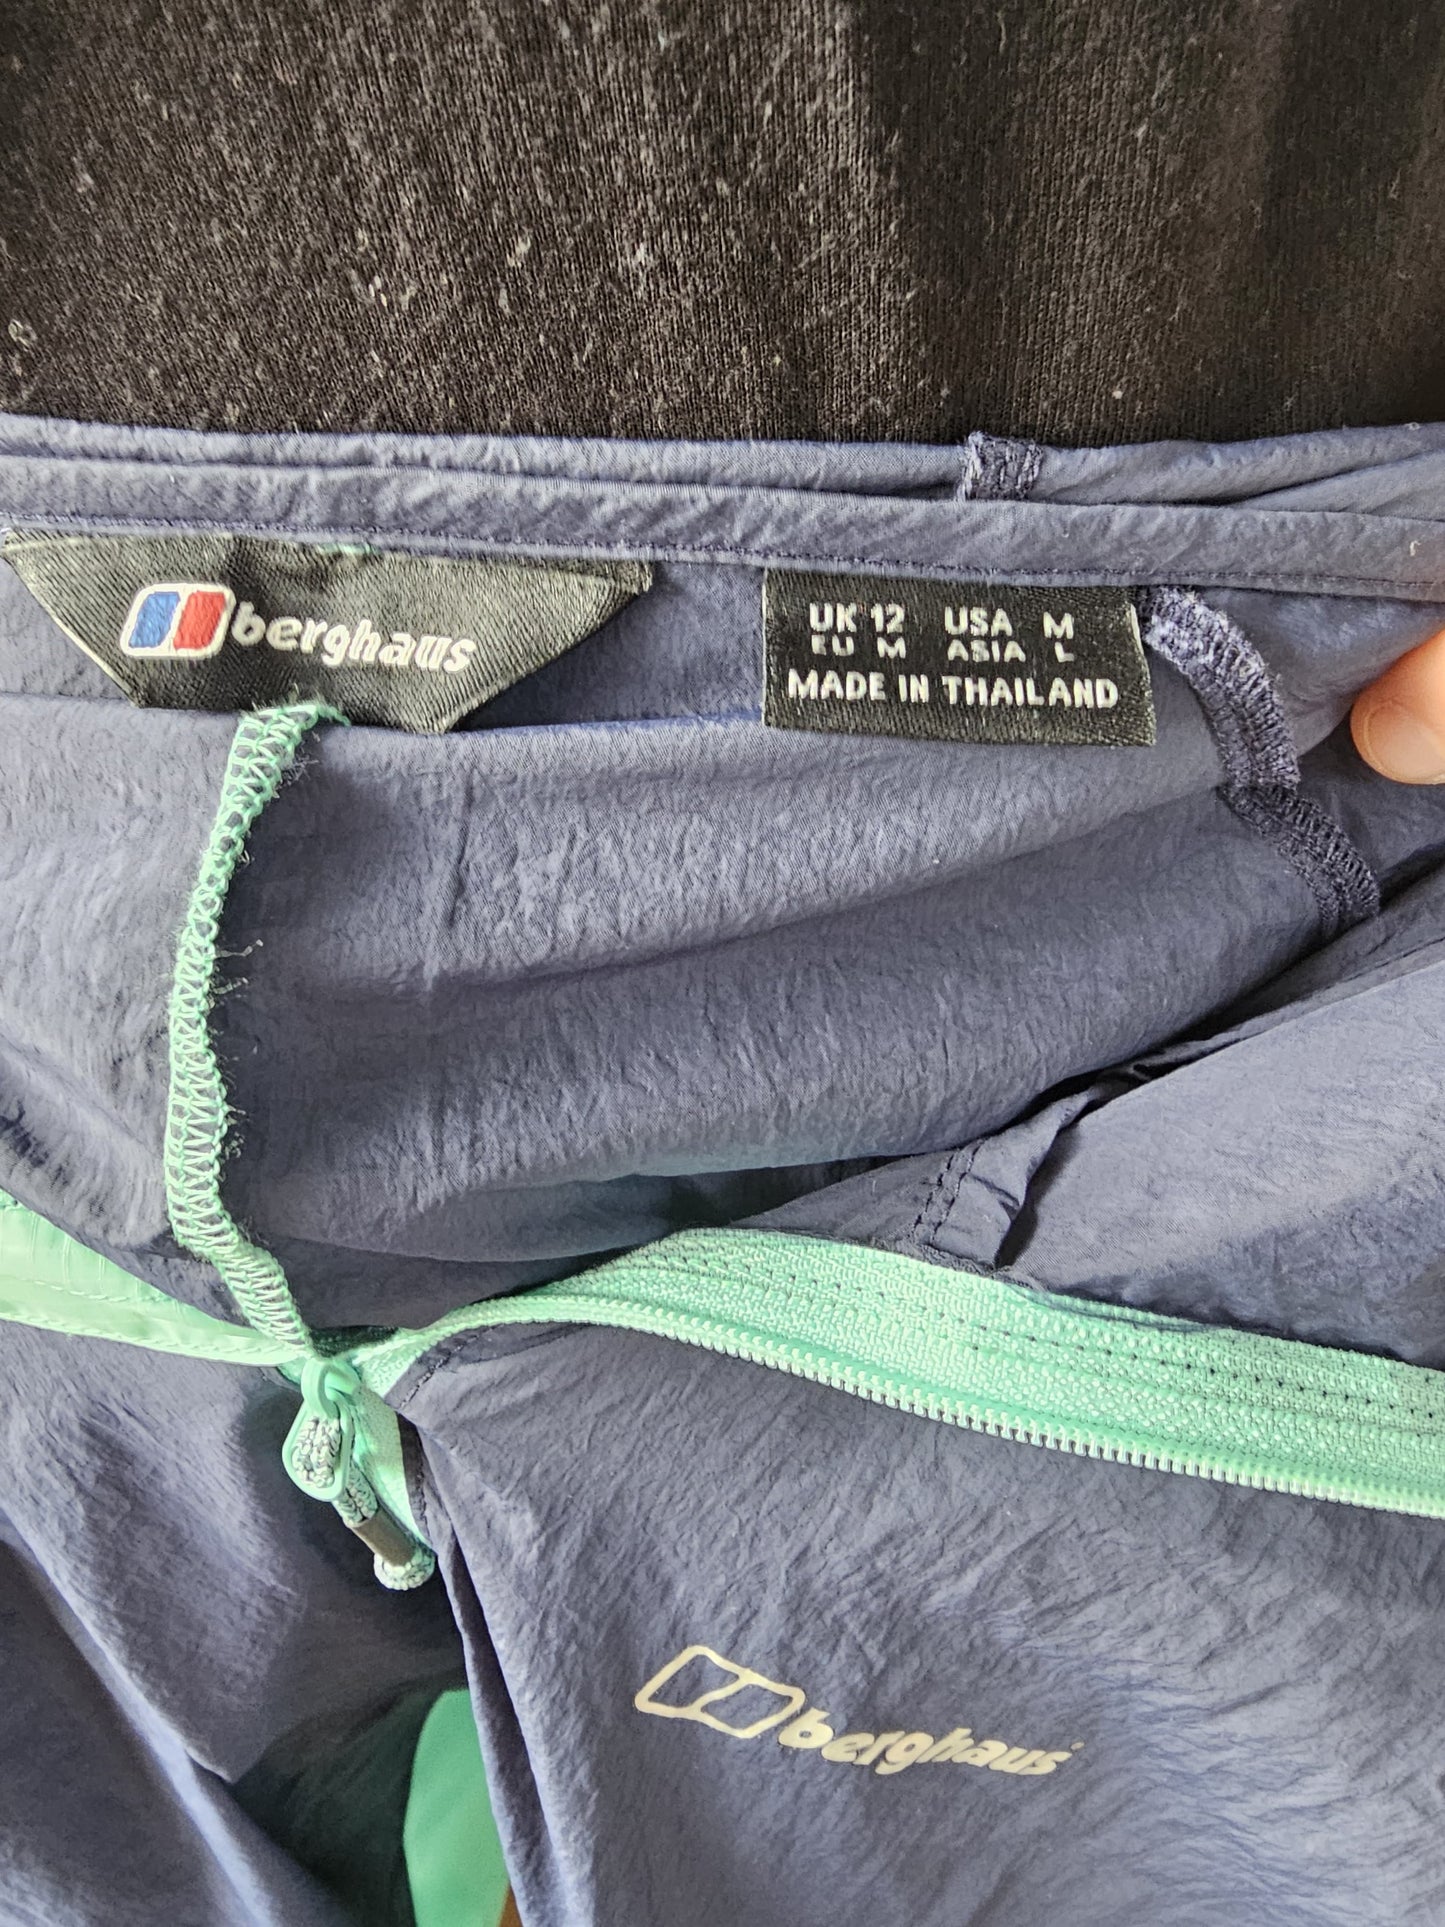 berghaus
UK 12 USA M
EU M ASIA L
MADE IN THAILAND
berghaus